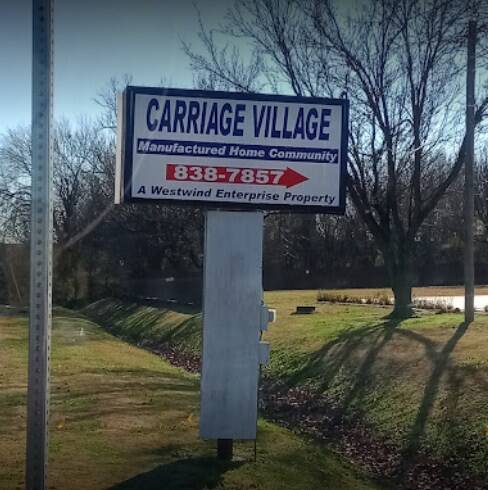 CARRIAGE VILLAGE
Manufactured Home Community
838-7857
A Westwind Enterprise Property